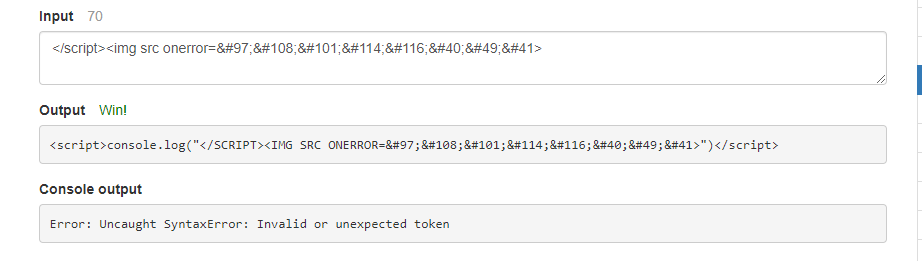 Input 70
</script><img src onerror=&#97;&#108;&#101;&#114;&#116;&#40;&#49;&#41>
Output Win!
<script>console.log("</SCRIPT><IMG SRC ONERROR=&#97;&#108;&#101;&#114;&#116;&#40;&#49;&#41>")</script>
Console output
Error: Uncaught SyntaxError: Invalid or unexpected token